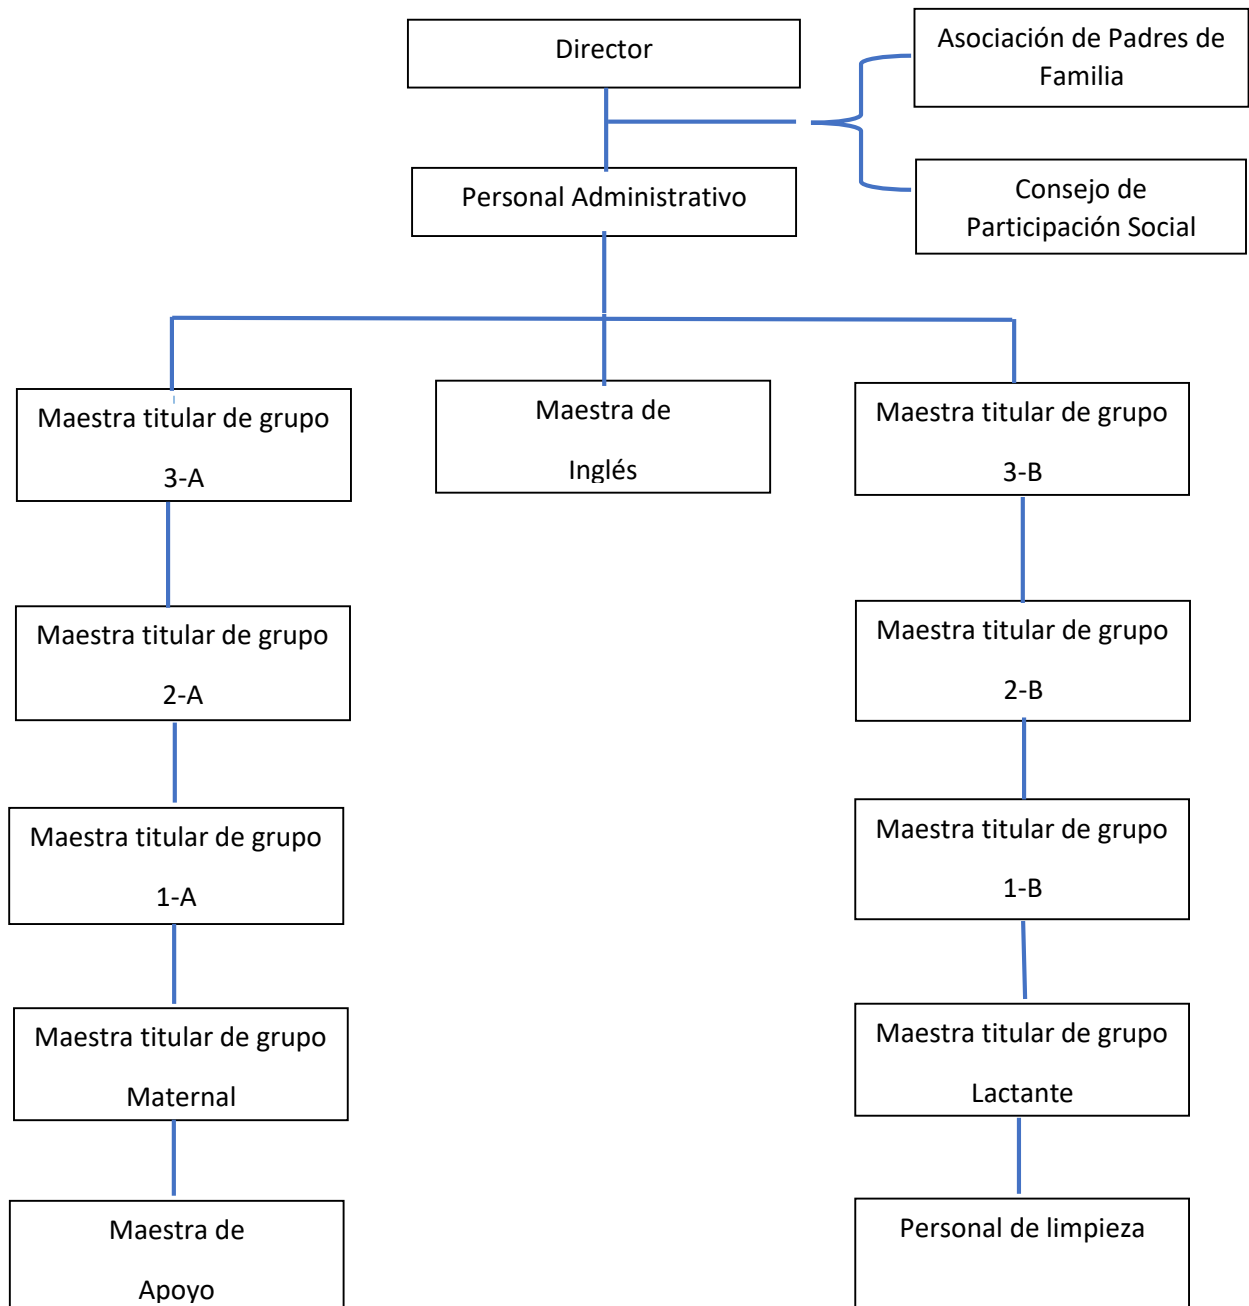 Director
Asociación de Padres de
Familia
Personal Administrativo
Consejo de
Participación Social
Maestra titular de grupo
3-A
Maestra de
Inglés
Maestra titular de grupo
3-B
Maestra titular de grupo
2-A
Maestra titular de grupo
2-B
Maestra titular de grupo
1-A
Maestra titular de grupo
1-B
Maestra titular de grupo
Maternal
Maestra titular de grupo
Lactante
Maestra de
Apoyo
Personal de limpieza